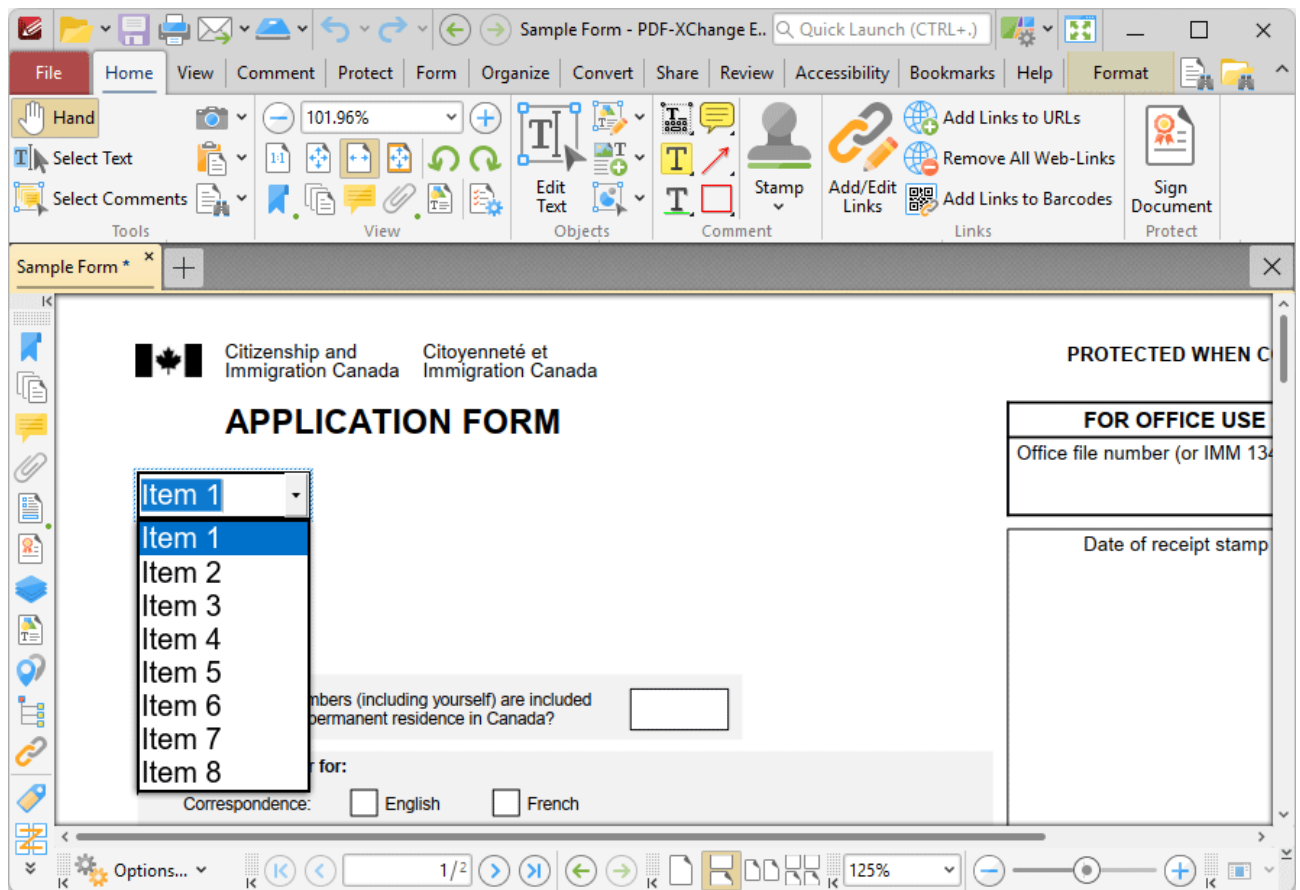 Sample Form - PDF-XChange E.. Quick Launch (CTRL+.)
File Home View Comment Protect Form Organize Convert Share Review Accessibility Bookmarks Help Format
Hand
Select Text
Select Comments
Tools
101.96%
1:1
View
Edit
Text
Objects
Comment
Stamp
Add/Edit
Links
Add Links to URLs
Remove All Web-Links
Add Links to Barcodes
Links
Sign
Document
Protect
Sample Form *
Citizenship and Citoyenneté et
Immigration Canada Immigration Canada
PROTECTED WHEN C
APPLICATION FORM
FOR OFFICE USE
Office file number (or IMM 134
Date of receipt stamp
Item 1
Item 1
Item 2
Item 3
Item 4
Item 5
Item 6
Item 7
Item 8
mbers (including yourself) are included
permanent residence in Canada?
r for:
Correspondence: English French
Options... 1/2 125%